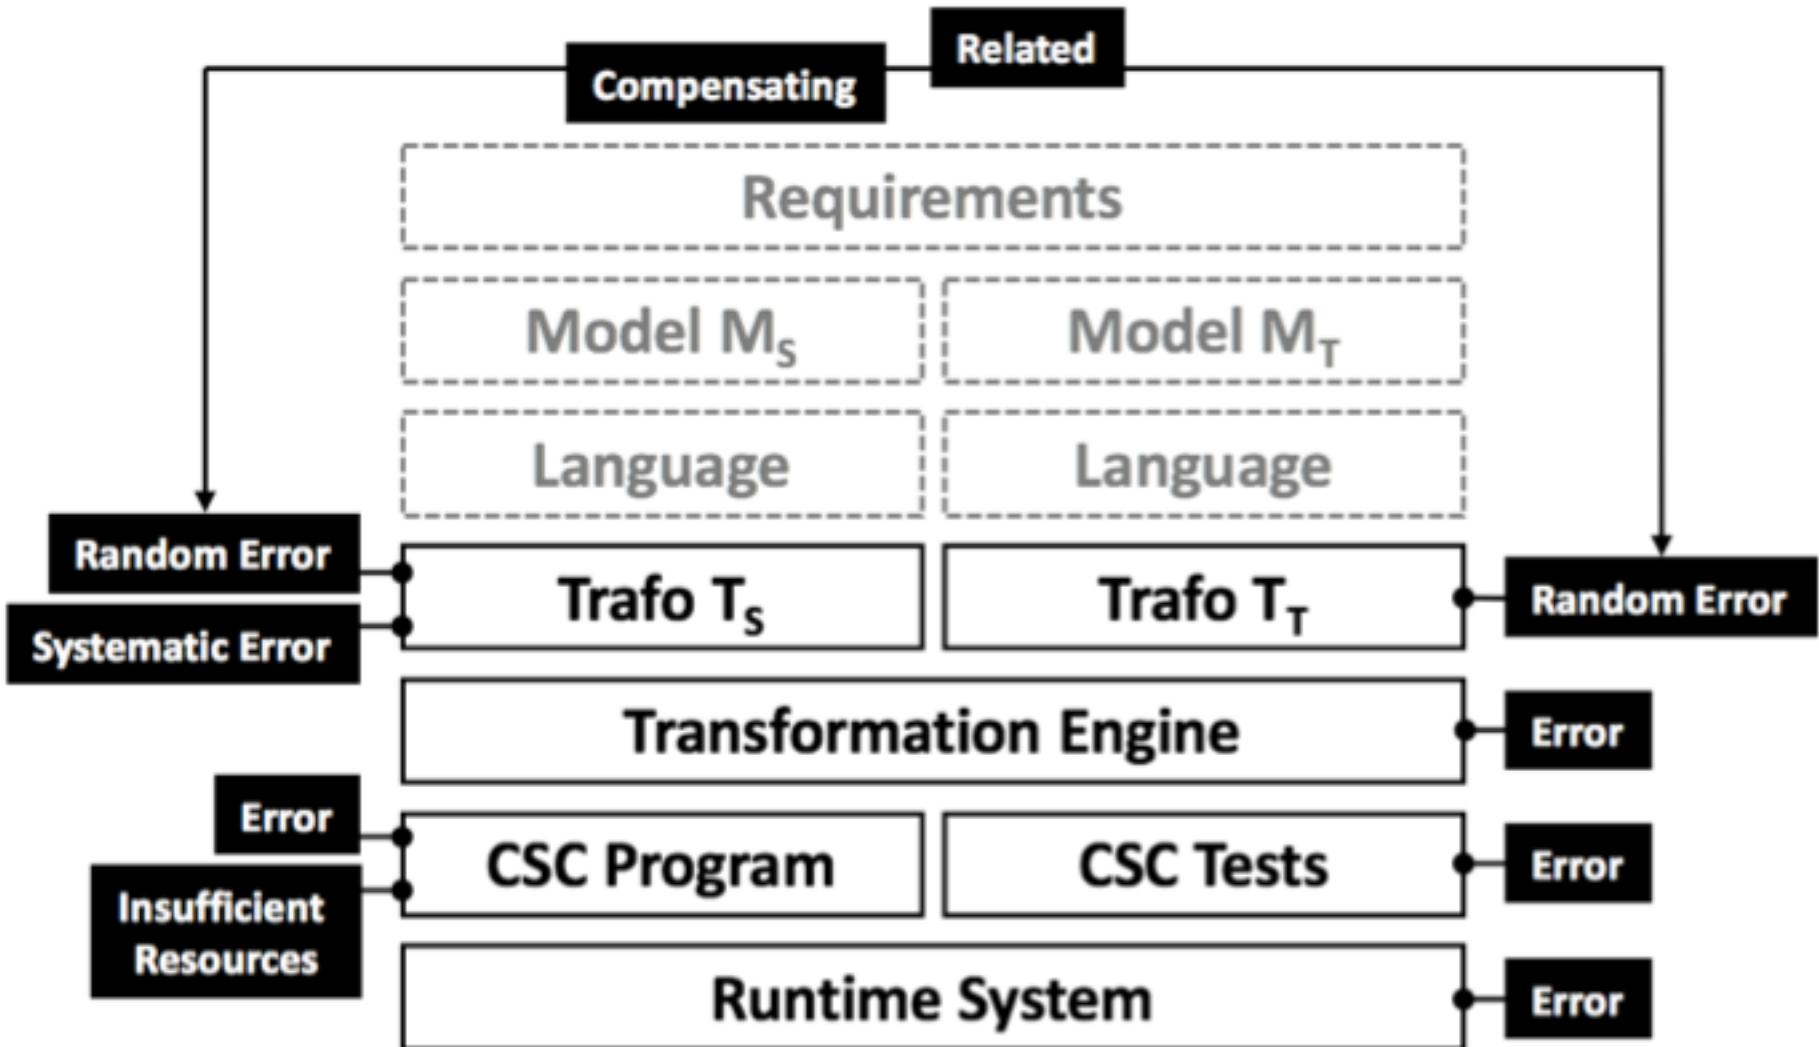 Related
Compensating
Requirements
Model MS
Model MT
Language
Language
Random Error
Trafo TS
Trafo TT
Random Error
Systematic Error
Transformation Engine
Error
Error
CSC Program
CSC Tests
Error
Insufficient
Resources
Runtime System
Error